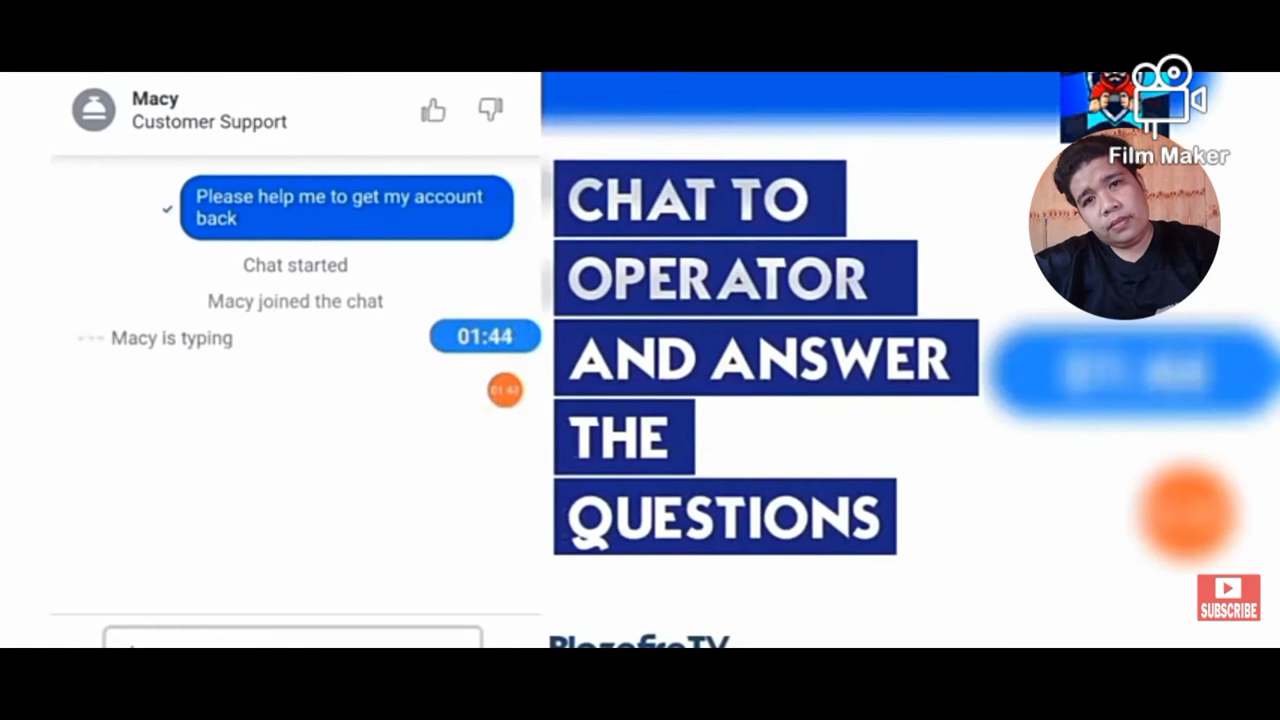 Macy
Customer Support
Please help me to get my account
back
Chat started
Macy joined the chat
Macy is typing
01:44
CHAT TO
OPERATOR
AND ANSWER
THE
QUESTIONS
Film Maker
SUBSCRIBE